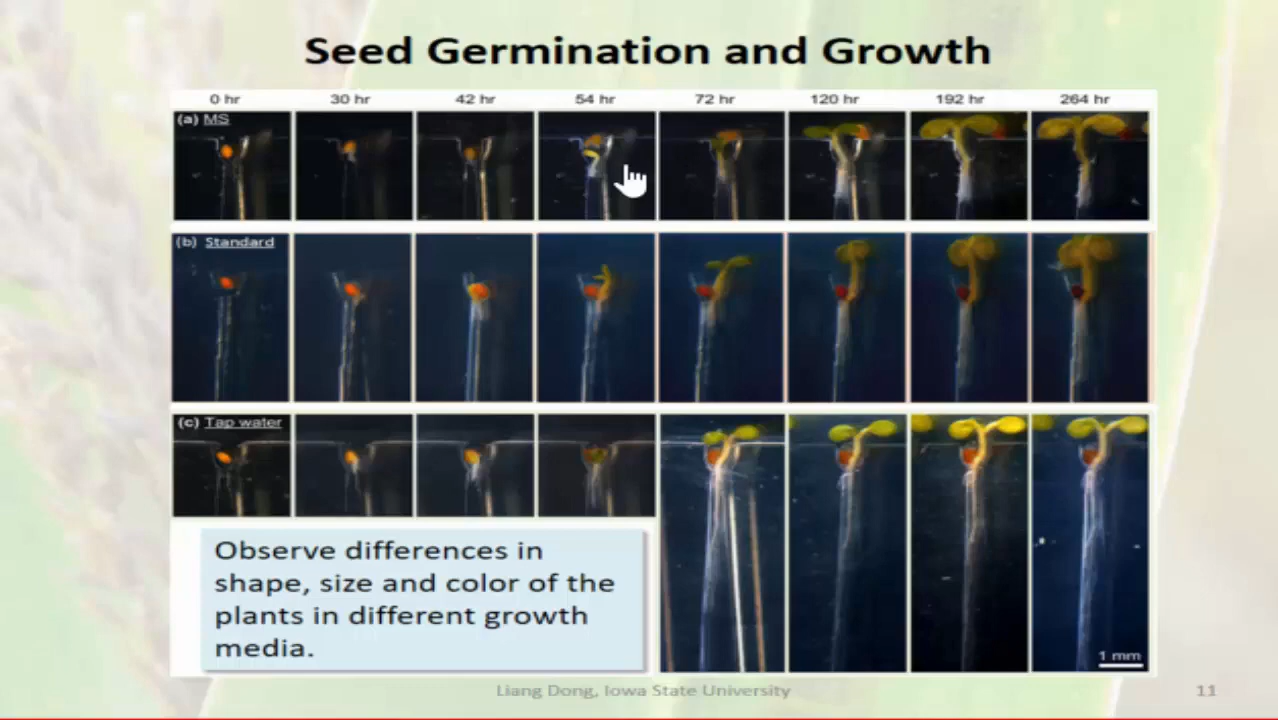 Seed Germination and Growth
0 hr 30 hr 42 hr 54 hr 72 hr 120 hr 192 hr 264 hr
(a) MS
(b) Standard
(c) Tap water
Observe differences in
shape, size and color of the
plants in different growth
media.
1 mm
Liang Dong, Iowa State University
11